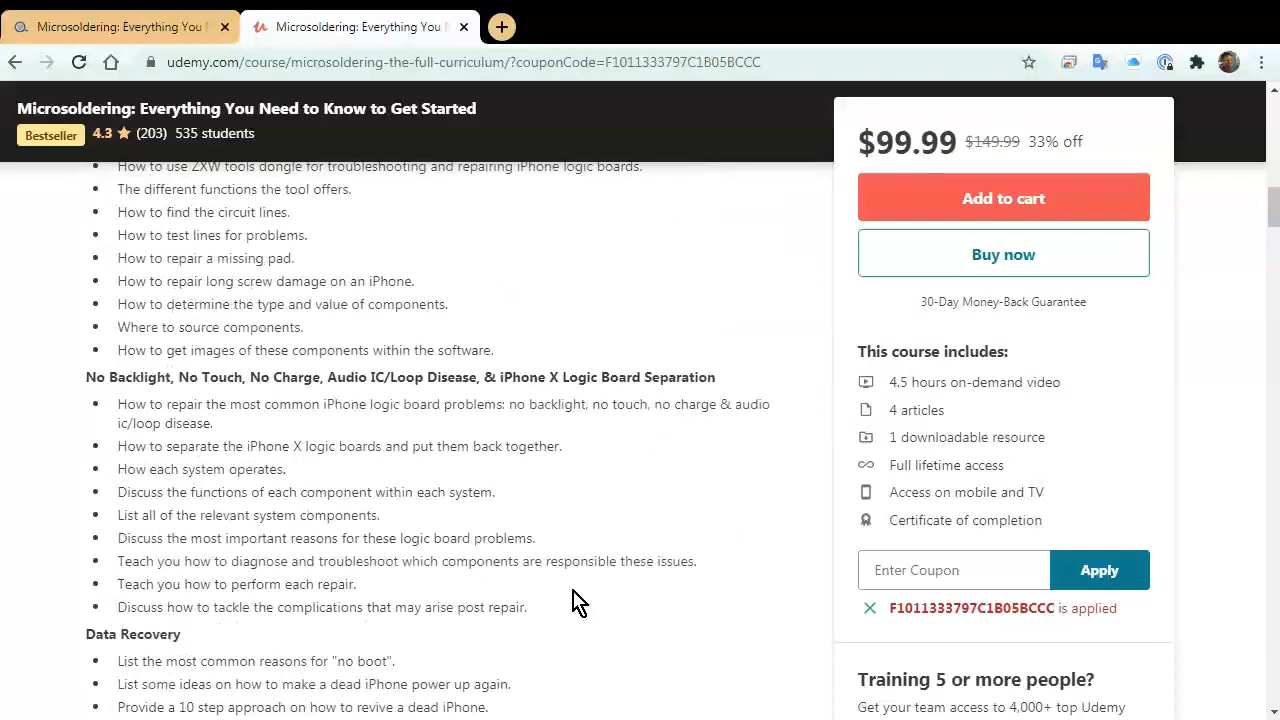 Microsoldering: Everything You
Microsoldering: Everything You
udemy.com/course/microsoldering-the-full-curriculum/?couponCode=F1011333797C1B05BCCC
Microsoldering: Everything You Need to Know to Get Started
Bestseller 4.3 (203) 535 students
How to use ZXW tools dongle for troubleshooting and repairing iPhone logic boards.
The different functions the tool offers.
How to find the circuit lines.
How to test lines for problems.
How to repair a missing pad.
How to repair long screw damage on an iPhone.
How to determine the type and value of components.
Where to source components.
How to get images of these components within the software.
No Backlight, No Touch, No Charge, Audio IC/Loop Disease, & iPhone X Logic Board Separation
How to repair the most common iPhone logic board problems: no backlight, no touch, no charge & audio
ic/loop disease.
How to separate the iPhone X logic boards and put them back together.
How each system operates.
Discuss the functions of each component within each system.
List all of the relevant system components.
Discuss the most important reasons for these logic board problems.
Teach you how to diagnose and troubleshoot which components are responsible these issues.
Teach you how to perform each repair.
Discuss how to tackle the complications that may arise post repair.
Data Recovery
List the most common reasons for "no boot".
List some ideas on how to make a dead iPhone power up again.
Provide a 10 step approach on how to revive a dead iPhone.
$99.99 $149.99 33% off
Add to cart
Buy now
30-Day Money-Back Guarantee
This course includes:
4.5 hours on-demand video
4 articles
1 downloadable resource
Full lifetime access
Access on mobile and TV
Certificate of completion
Enter Coupon Apply
F1011333797C1B05BCCC is applied
Training 5 or more people?
Get your team access to 4,000+ top Udemy